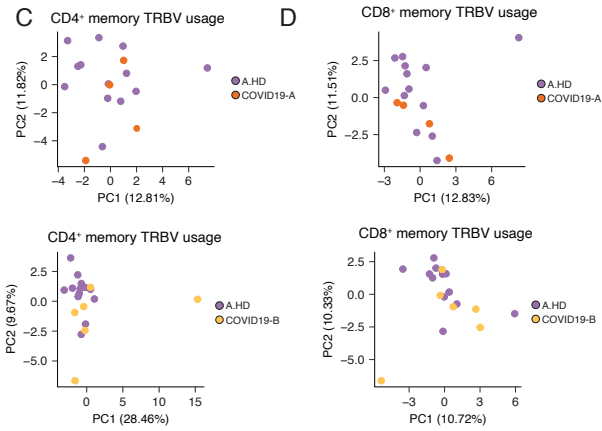 C
CD4⁺ memory TRBV usage
PC2 (11.82%)
2
0
−2
−4
−4 −2 0 2 4 6 8
PC1 (12.81%)
A.HD
COVID19-A
D
CD8⁺ memory TRBV usage
PC2 (11.51%)
2.5
0.0
−2.5
−3 0 3 6
PC1 (12.83%)
A.HD
COVID19-A
CD4⁺ memory TRBV usage
PC2 (9.67%)
2.5
0.0
−2.5
−5.0
0 5 10 15
PC1 (28.46%)
A.HD
COVID19-B
CD8⁺ memory TRBV usage
PC2 (10.33%)
2.5
0.0
−2.5
−5.0
−3 0 3 6
PC1 (10.72%)
A.HD
COVID19-B